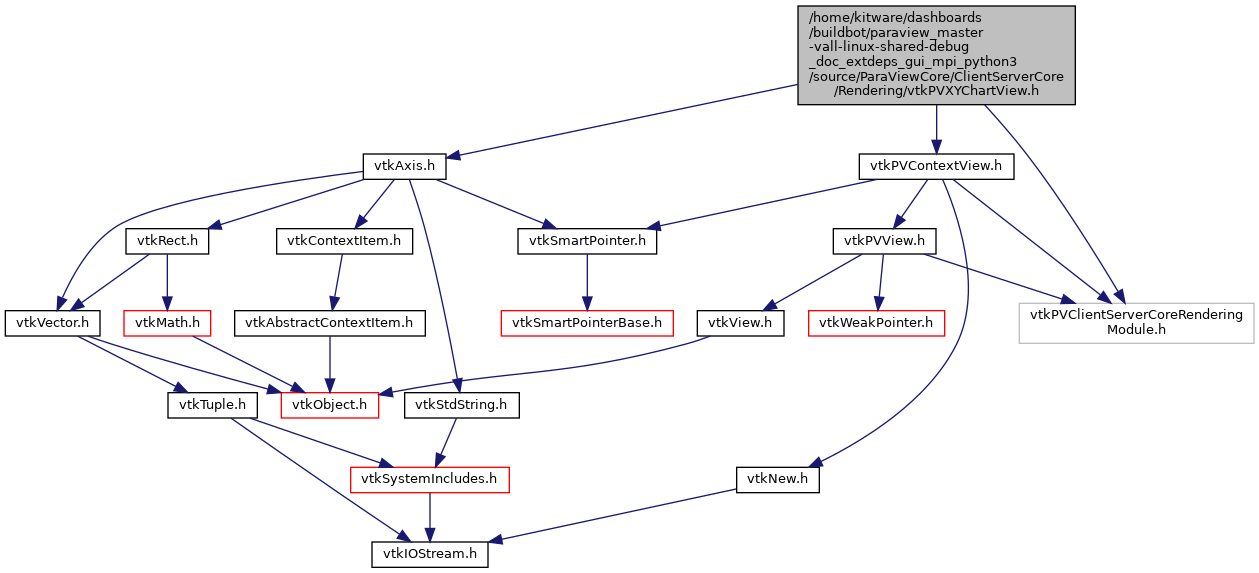 /home/kitware/dashboards
/buildbot/paraview_master
-vall-linux-shared-debug
_doc_extdeps_gui_mpi_python3
/source/ParaViewCore/ClientServerCore
/Rendering/vtkPVXYChartView.h
vtkAxis.h
vtkPVContextView.h
vtkRect.h
vtkContextItem.h
vtkSmartPointer.h
vtkPVView.h
vtkVector.h
vtkMath.h
vtkAbstractContextItem.h
vtkSmartPointerBase.h
vtkView.h
vtkWeakPointer.h
vtkPVClientServerCoreRendering
Module.h
vtkTuple.h
vtkObject.h
vtkStdString.h
vtkSystemIncludes.h
vtkNew.h
vtkIOStream.h